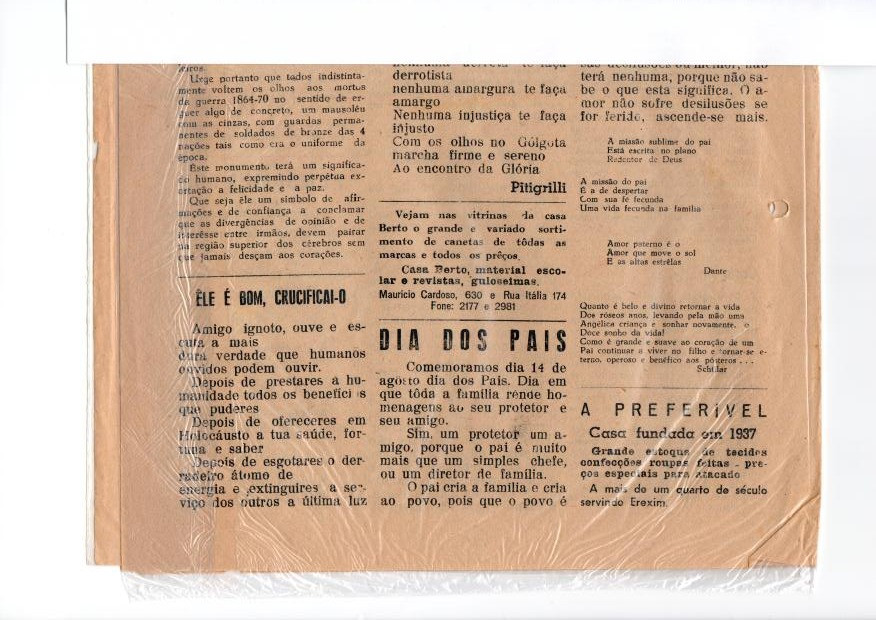 Urge portanto que todos indistinta-
mente voltem os olhos aos mortos
da guerra 1864-70 no sentido de er-
guer algo de concreto, um mausoléu
com as cinzas, com guardas perma-
nentes de soldados de bronze das 4
nações tais como era o uniforme da
época.
Este monumento terá um significa-
do humano, expremindo perpétua ex-
ortação a felicidade e a paz.
Que seja êle um símbolo de afir-
mações e de confiança a conclamar
que as divergências de opinião e de
interêsse entre irmãos, devem pairar
na região superior dos cérebros sem
que jamais desçam aos corações.
ÊLE É BOM, CRUCIFICAI-O
Amigo ignoto, ouve e es-
cuta a mais
dura verdade que humanos
ouvidos podem ouvir.
Depois de prestares a hu-
manidade todos os benefícios
que puderes
Depois de ofereceres em
Holocáusto a tua saúde, for-
tuna e saber
Depois de esgotares o der-
radeiro átomo de
energia e extinguires a ser-
viço dos outros a última luz
nenhuma derrota te faça
derrotista
nenhuma amargura te faça
amargo
Nenhuma injustiça te faça
injusto
Com os olhos no Gólgota
marcha firme e sereno
Ao encontro da Glória
Pitigrilli
Vejam nas vitrinas da casa
Berto o grande e variado sorti-
mento de canetas de tôdas as
marcas e todos os prêços.
Casa Berto, material esco-
lar e revistas, guloseimas.
Mauricio Cardoso, 630 e Rua Itália 174
Fone: 2177 e 2981
DIA DOS PAIS
Comemoramos dia 14 de
agôsto dia dos País. Dia em
que tôda a família rende ho-
menagens ao seu protetor e
seu amigo.
Sim, um protetor um a-
migo, porque o pai é muito
mais que um simples chefe,
ou um diretor de família.
O pai cria a família e cria
ao povo, pois que o povo é
terá nenhuma, porque não sa-
be o que esta significa. O a-
mor não sofre desilusões se
for ferido, ascende-se mais.
A missão sublime do pai
Está escrita no plano
Redentor de Deus
A missão do pai
É a de despertar
Com sua fé fecunda
Uma vida fecunda na família
Amor paterno é o
Amor que move o sol
E as altas estrêlas
Dante
Quanto é belo e divino retornar a vida
Dos róseos anos, levando pela mão uma
Angélica criança e sonhar novamente, o
Doce sonho da vida!
Como é grande e suave ao coração de um
Pai continuar a viver no filho e tornar-se e-
terno, operoso e benéfico aos pósteros . . .
Schiller
A PREFERÍVEL
Casa fundada em 1937
Grande estoque de tecidos
confecções roupas feitas - pre-
ços especiais para atacado
A mais de um quarto de século
servindo Erexim.